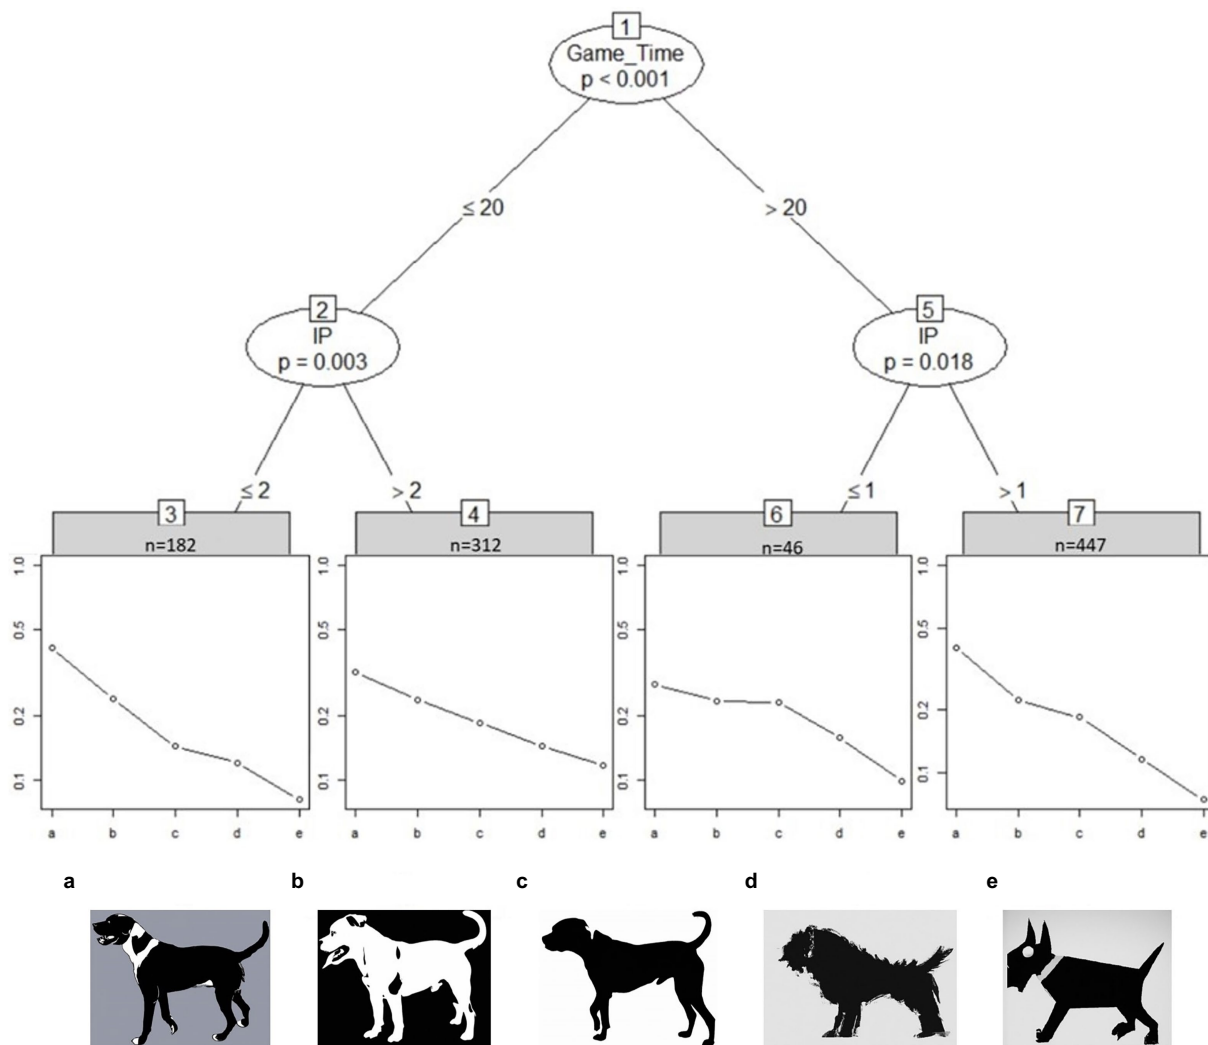 1
Game_Time
p < 0.001
≤ 20
> 20
2
IP
p = 0.003
5
IP
p = 0.018
≤ 2
> 2
≤ 1
> 1
3
n=182
4
n=312
6
n=46
7
n=447
1.0
0.5
0.2
0.1
a b c d e
1.0
0.5
0.2
0.1
a b c d e
1.0
0.5
0.2
0.1
a b c d e
1.0
0.5
0.2
0.1
a b c d e
a b c d e